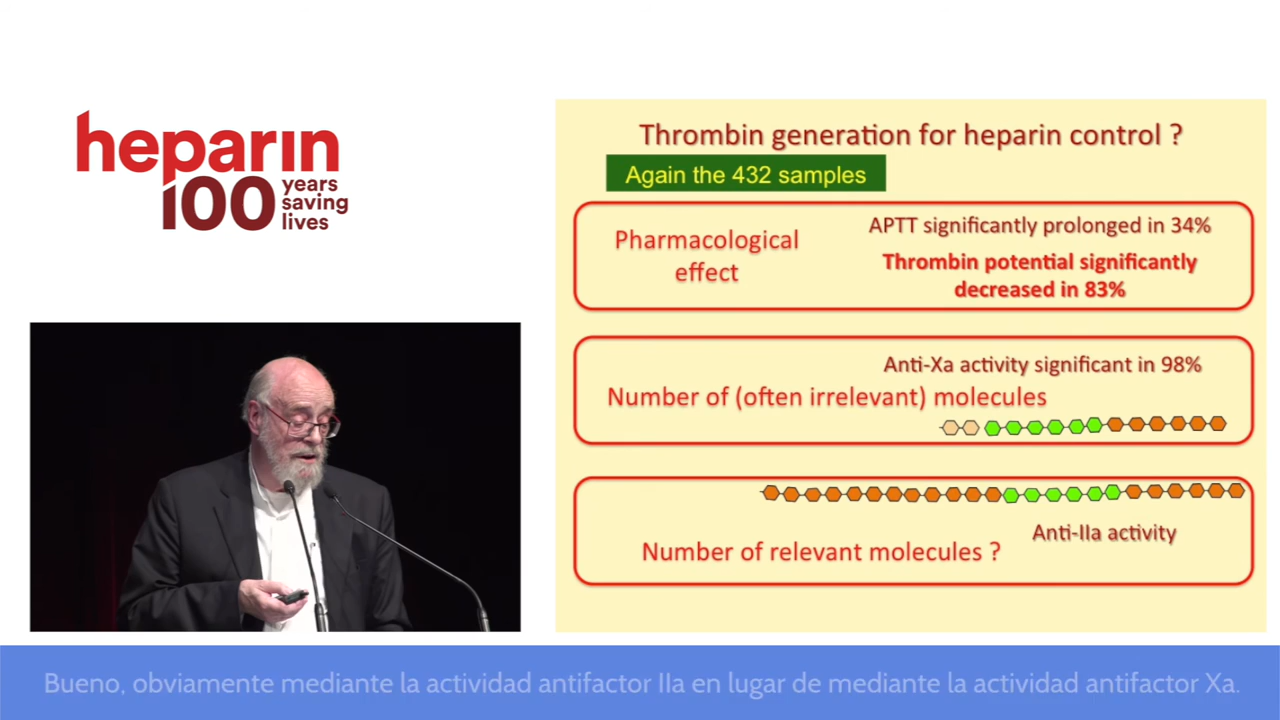 heparin
100 years
saving
lives
Thrombin generation for heparin control ?
Again the 432 samples
Pharmacological
effect
APTT significantly prolonged in 34%
Thrombin potential significantly
decreased in 83%
Anti-Xa activity significant in 98%
Number of (often irrelevant) molecules
Anti-IIa activity
Number of relevant molecules ?
Bueno, obviamente mediante la actividad antifactor IIa en lugar de mediante la actividad antifactor Xa.